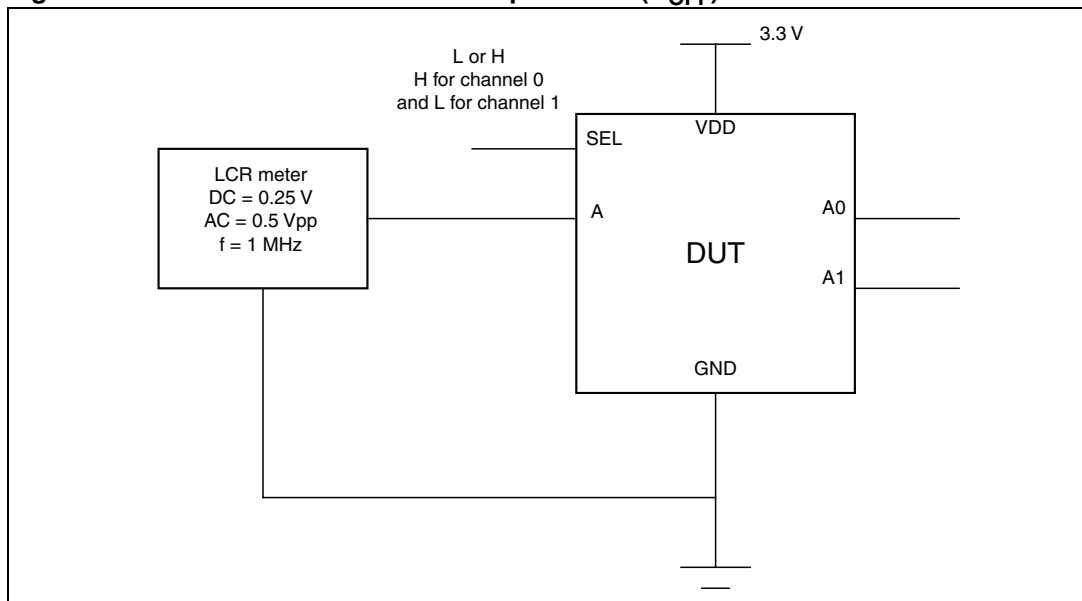 3.3 V
L or H
H for channel 0
and L for channel 1
VDD
SEL
LCR meter
DC = 0.25 V
AC = 0.5 Vpp
f = 1 MHz
A
A0
DUT
A1
GND